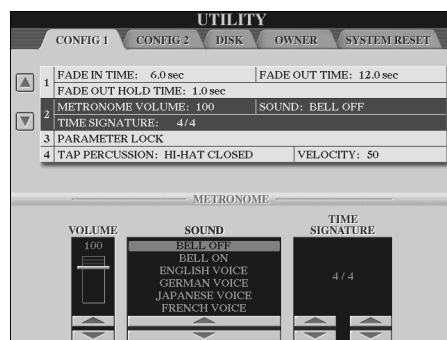 UTILITY
CONFIG 1 CONFIG 2 DISK OWNER SYSTEM RESET
1 FADE IN TIME: 6.0 sec FADE OUT TIME: 12.0 sec
FADE OUT HOLD TIME: 1.0 sec
2 METRONOME VOLUME: 100 SOUND: BELL OFF
TIME SIGNATURE: 4/4
3 PARAMETER LOCK
4 TAP PERCUSSION: HI-HAT CLOSED VELOCITY: 50
METRONOME
VOLUME SOUND TIME SIGNATURE
100 BELL OFF
BELL ON
ENGLISH VOICE 4/4
GERMAN VOICE
JAPANESE VOICE
FRENCH VOICE